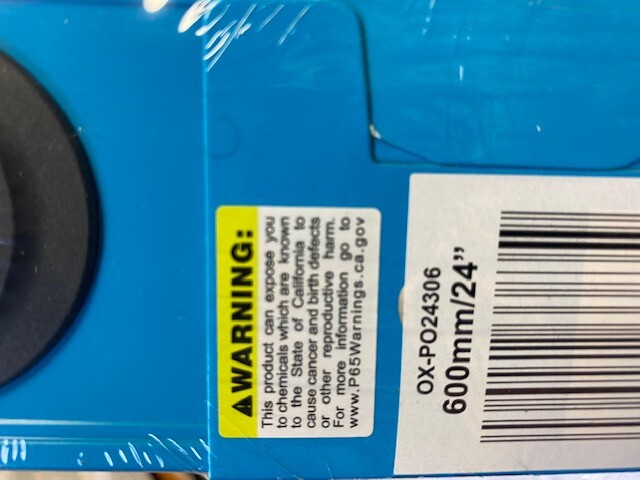 ⚠WARNING:
This product can expose you
to chemicals which are known
to the State of California to
cause cancer and birth defects
or other reproductive harm.
For more information go to
www.P65Warnings.ca.gov
OX-PO24306
600mm/24”